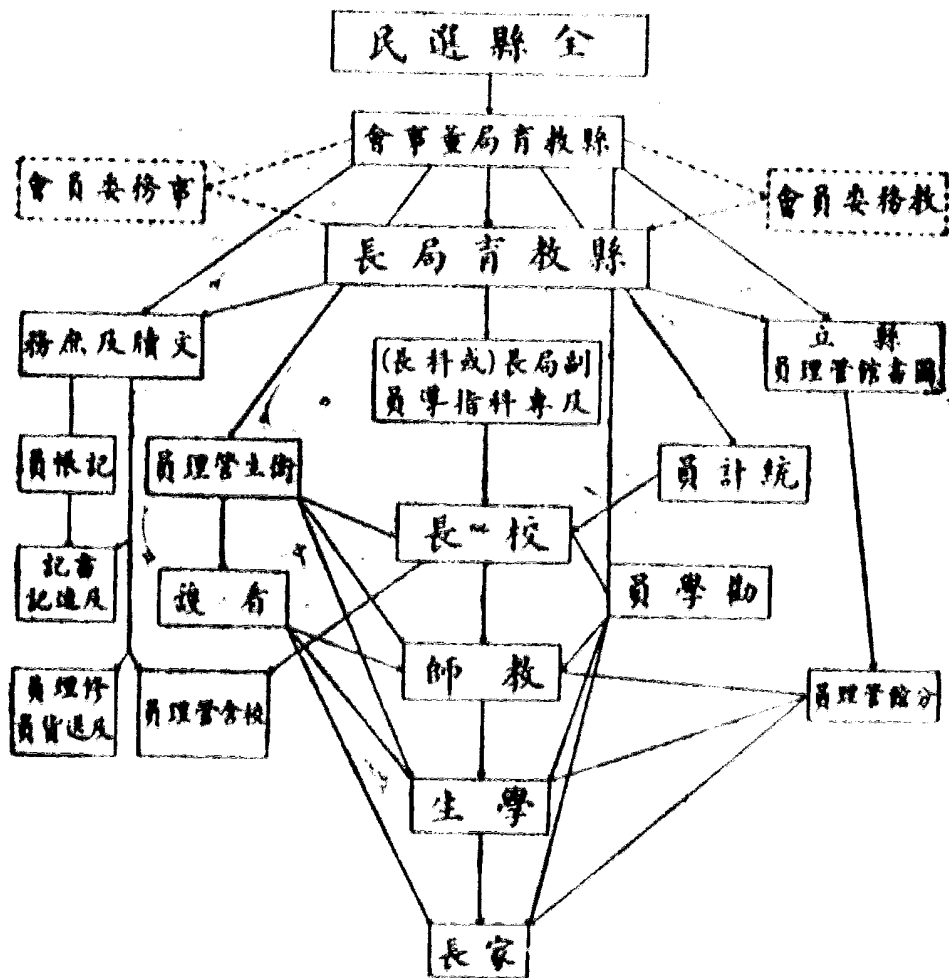 全縣選民
縣教育局董事會
教務委員會
事務委員會
縣教育局長
縣立
圖書館管理員
副局長(或科長)
及專科指導員
文牘及庶務
統計員
衛生管理員
記帳員
校長
勸學員
看護
書記
及速記
教師
分館管理員
校舍管理員
修理員
及送貨員
學生
家長